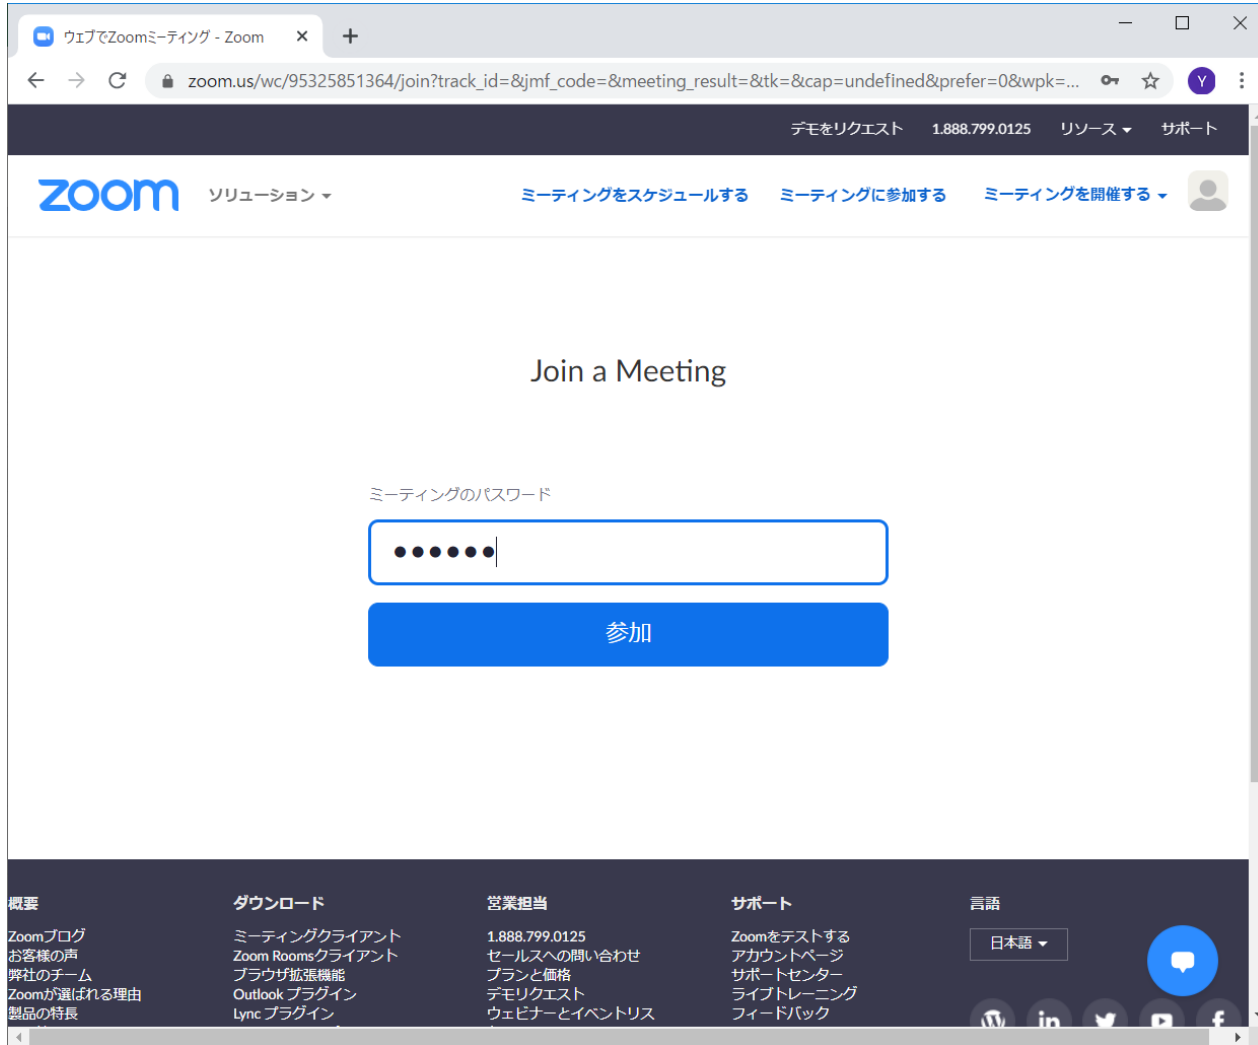 ウェブでZoomミーティング - Zoom
zoom.us/wc/95325851364/join?track_id=&jmf_code=&meeting_result=&tk=&cap=undefined&prefer=0&wpk=...
Y
デモをリクエスト 1.888.799.0125 リソース サポート
zoom ソリューション ミーティングをスケジュールする ミーティングに参加する ミーティングを開催する
Join a Meeting
ミーティングのパスワード
●●●●●●
参加
概要
Zoomブログ
お客様の声
弊社のチーム
Zoomが選ばれる理由
製品の特長
ダウンロード
ミーティングクライアント
Zoom Roomsクライアント
ブラウザ拡張機能
Outlook プラグイン
Lync プラグイン
営業担当
1.888.799.0125
セールスへの問い合わせ
プランと価格
デモリクエスト
ウェビナーとイベントリス
サポート
Zoomをテストする
アカウントページ
サポートセンター
ライブトレーニング
フィードバック
言語
日本語
in
f